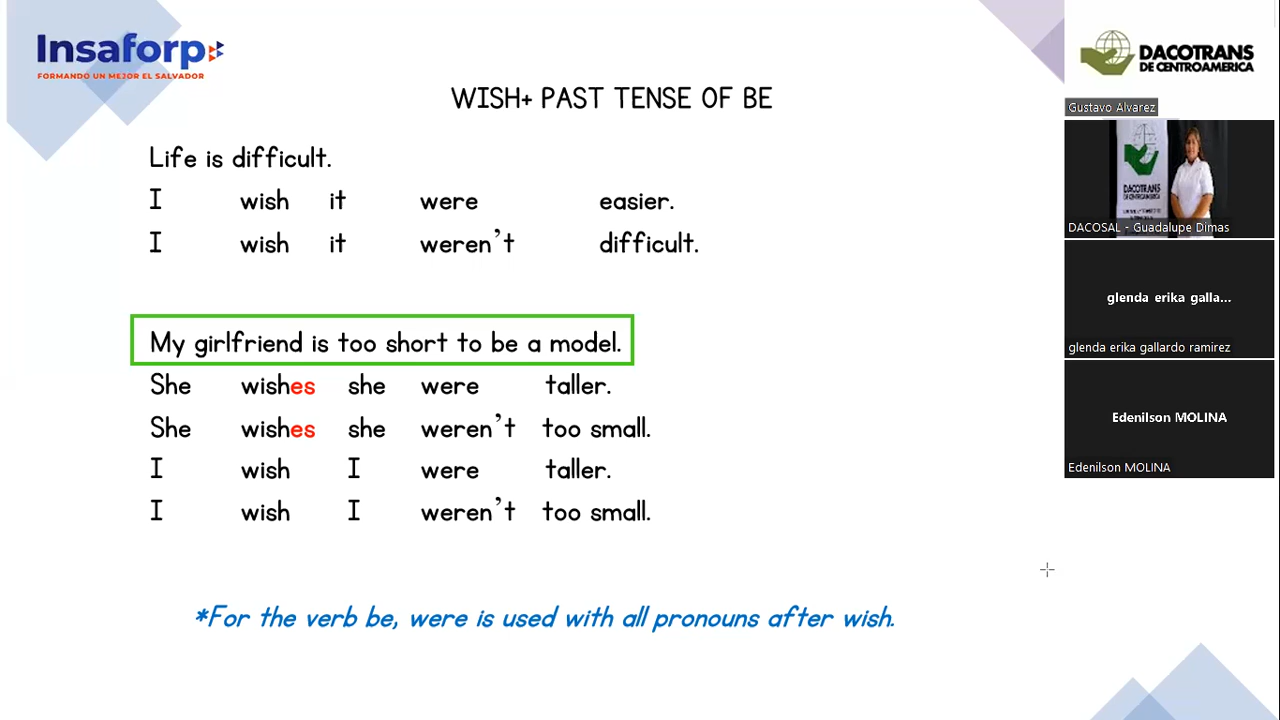 Insaforp
FORMANDO UN MEJOR EL SALVADOR
DACOTRANS
DE CENTROAMERICA
WISH+ PAST TENSE OF BE
Life is difficult.
I wish it were easier.
I wish it weren't difficult.
My girlfriend is too short to be a model.
She wishes she were taller.
She wishes she weren't too small.
I wish I were taller.
I wish I weren't too small.
*For the verb be, were is used with all pronouns after wish.
Gustavo Alvarez
DACOTRANS
DE CENTROAMERICA
DACOSAL - Guadalupe Dimas
glenda erika galla...
glenda erika gallardo ramirez
Edenilson MOLINA
Edenilson MOLINA